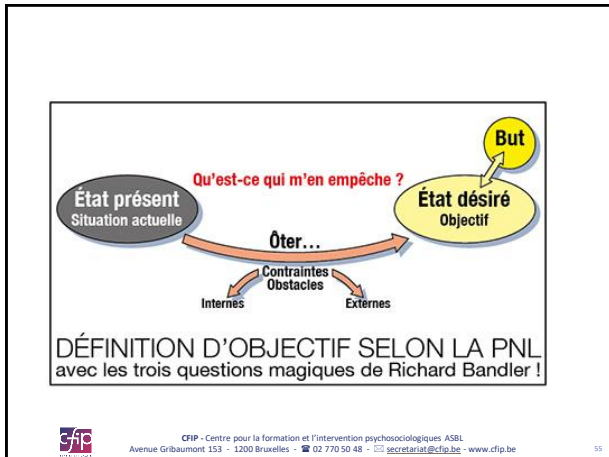 But
Qu'est-ce qui m'en empêche ?
État présent
Situation actuelle
État désiré
Objectif
Ôter...
Contraintes
Obstacles
Internes
Externes
DÉFINITION D'OBJECTIF SELON LA PNL
avec les trois questions magiques de Richard Bandler !
cfip
CFIP - Centre pour la formation et l'intervention psychosociologiques ASBL
Avenue Gribaumont 153 - 1200 Bruxelles - ☎ 02 770 50 48 - ✉ secretariat@cfip.be - www.cfip.be
55